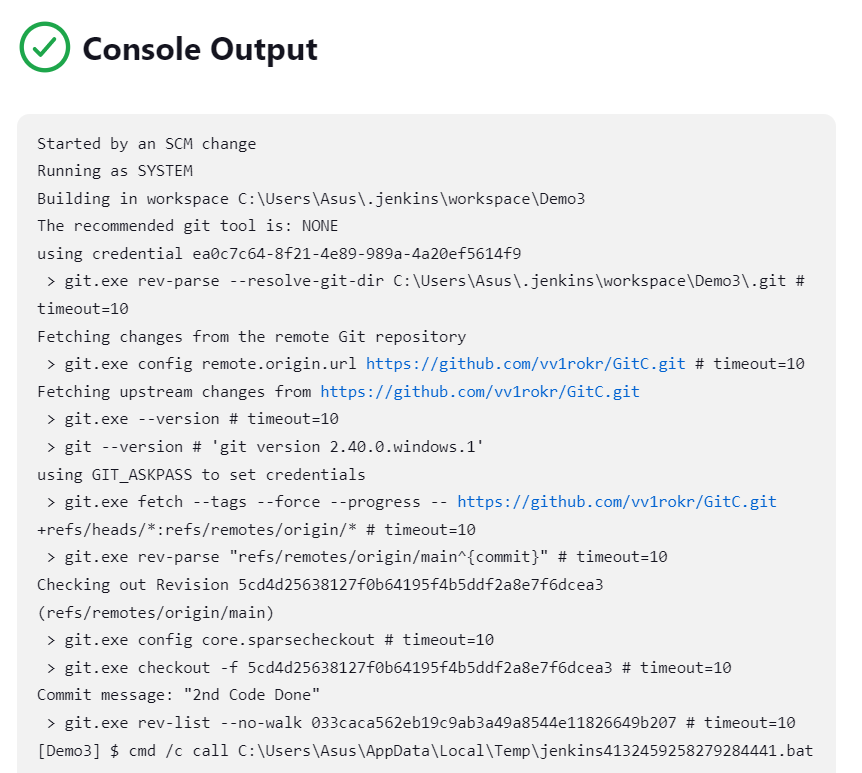 Console Output
Started by an SCM change
Running as SYSTEM
Building in workspace C:\Users\Asus\.jenkins\workspace\Demo3
The recommended git tool is: NONE
using credential ea0c7c64-8f21-4e89-989a-4a20ef5614f9
> git.exe rev-parse --resolve-git-dir C:\Users\Asus\.jenkins\workspace\Demo3\.git #
timeout=10
Fetching changes from the remote Git repository
> git.exe config remote.origin.url https://github.com/vv1rokr/GitC.git # timeout=10
Fetching upstream changes from https://github.com/vv1rokr/GitC.git
> git.exe --version # timeout=10
> git --version # 'git version 2.40.0.windows.1'
using GIT_ASKPASS to set credentials
> git.exe fetch --tags --force --progress -- https://github.com/vv1rokr/GitC.git
+refs/heads/*:refs/remotes/origin/* # timeout=10
> git.exe rev-parse "refs/remotes/origin/main^{commit}" # timeout=10
Checking out Revision 5cd4d25638127f0b64195f4b5ddf2a8e7f6dcea3
(refs/remotes/origin/main)
> git.exe config core.sparsecheckout # timeout=10
> git.exe checkout -f 5cd4d25638127f0b64195f4b5ddf2a8e7f6dcea3 # timeout=10
Commit message: "2nd Code Done"
> git.exe rev-list --no-walk 033caca562eb19c9ab3a49a8544e11826649b207 # timeout=10
[Demo3] $ cmd /c call C:\Users\Asus\AppData\Local\Temp\jenkins4132459258279284441.bat